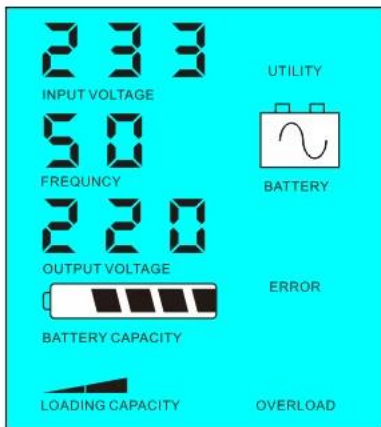 233
UTILITY
INPUT VOLTAGE
50
FREQUNCY
BATTERY
220
OUTPUT VOLTAGE
ERROR
BATTERY CAPACITY
LOADING CAPACITY
OVERLOAD